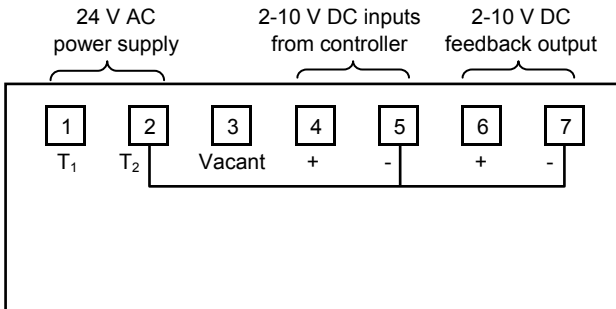 24 V AC
power supply
2-10 V DC inputs
from controller
2-10 V DC
feedback output
1 2 3 4 5 6 7
T₁ T₂ Vacant + - + -